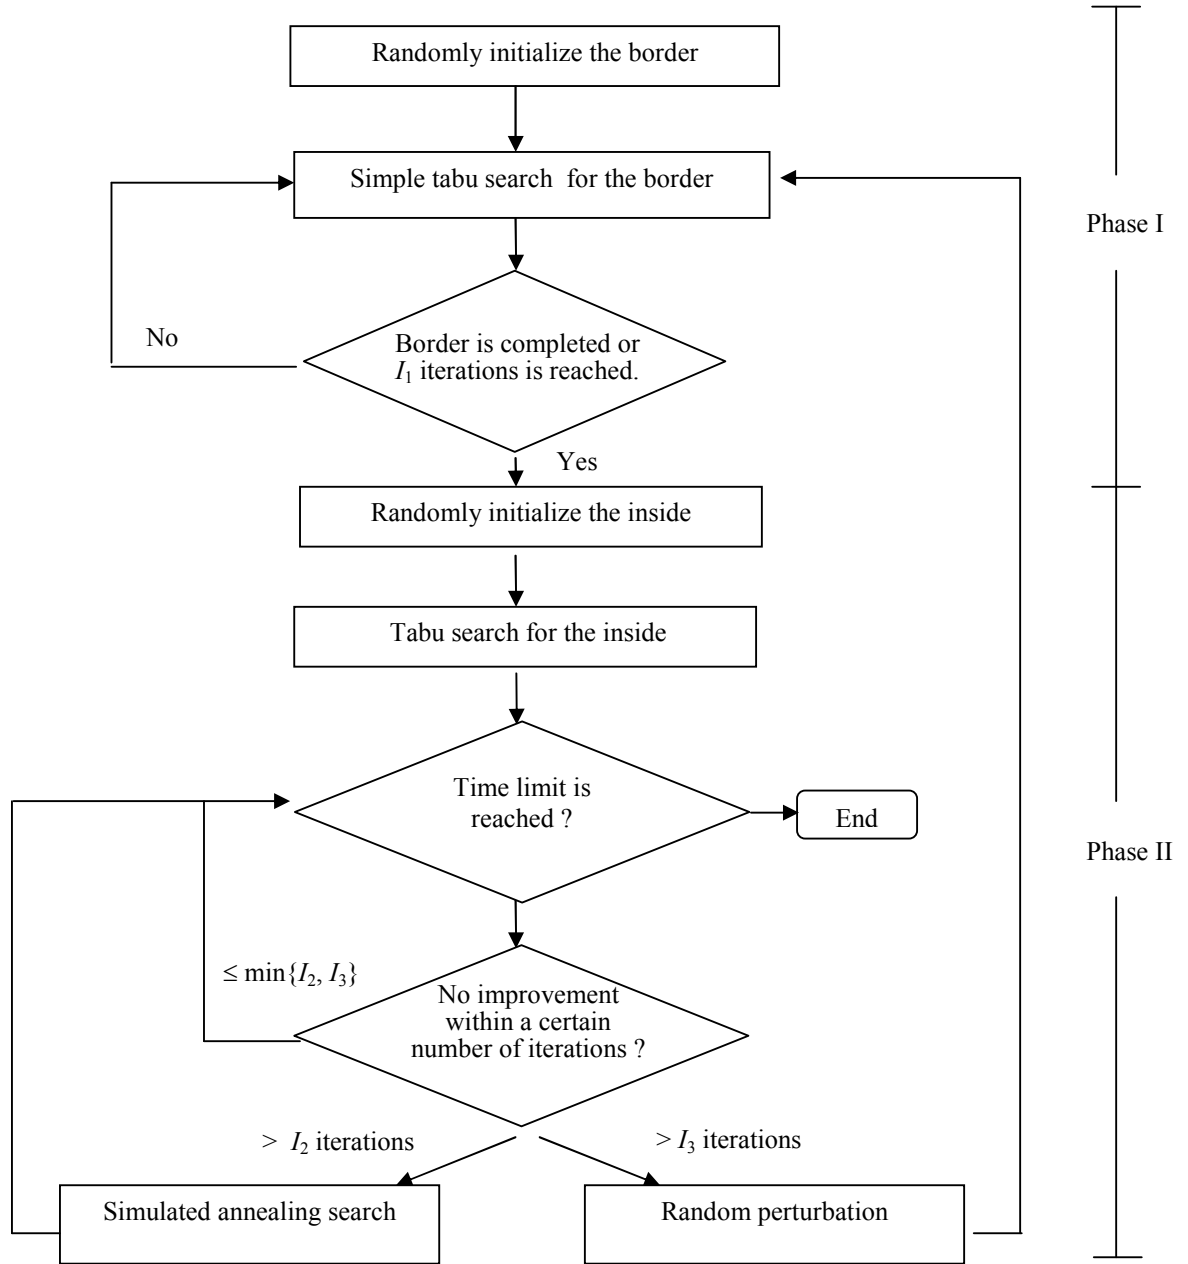 Randomly initialize the border
Simple tabu search for the border
Phase I
No
Border is completed or
I1 iterations is reached.
Yes
Randomly initialize the inside
Tabu search for the inside
Time limit is
reached ?
End
Phase II
≤ min{I2, I3}
No improvement
within a certain
number of iterations ?
> I2 iterations
> I3 iterations
Simulated annealing search
Random perturbation